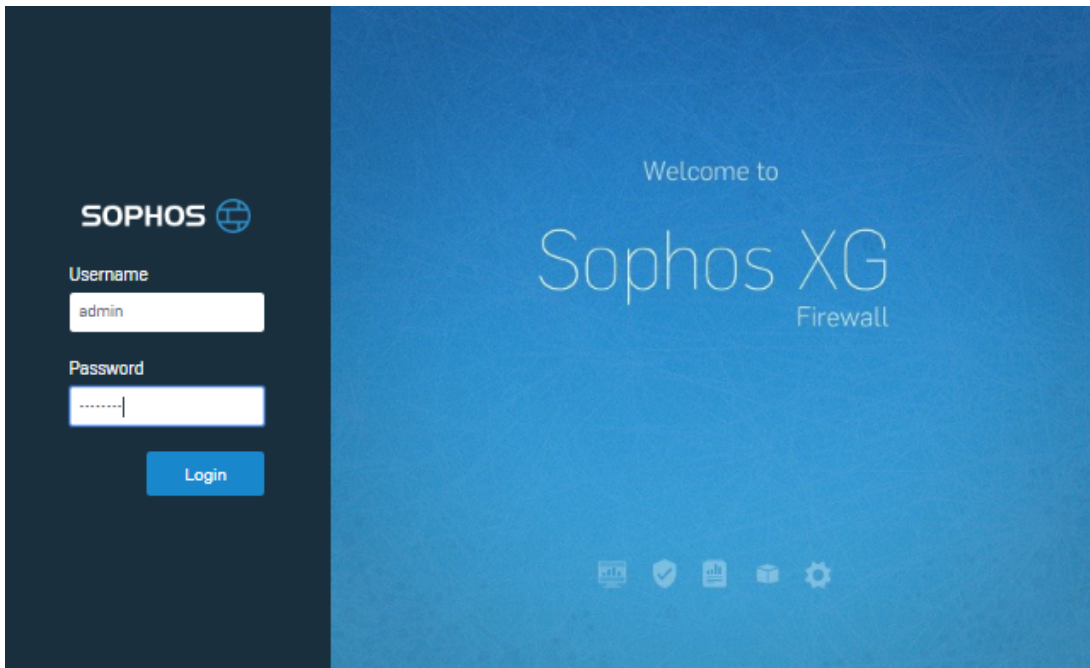 SOPHOS
Username
admin
Password
--------
Login
Welcome to
Sophos XG
Firewall